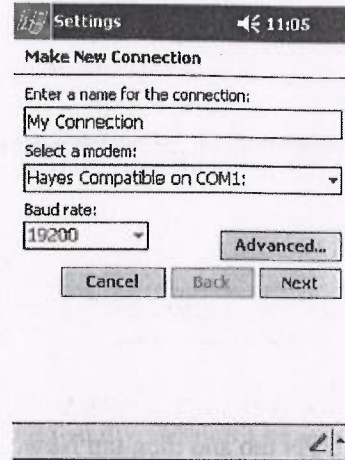 Settings 11:05
Make New Connection
Enter a name for the connection:
My Connection
Select a modem:
Hayes Compatible on COM1:
Baud rate:
19200
Advanced...
Cancel Back Next